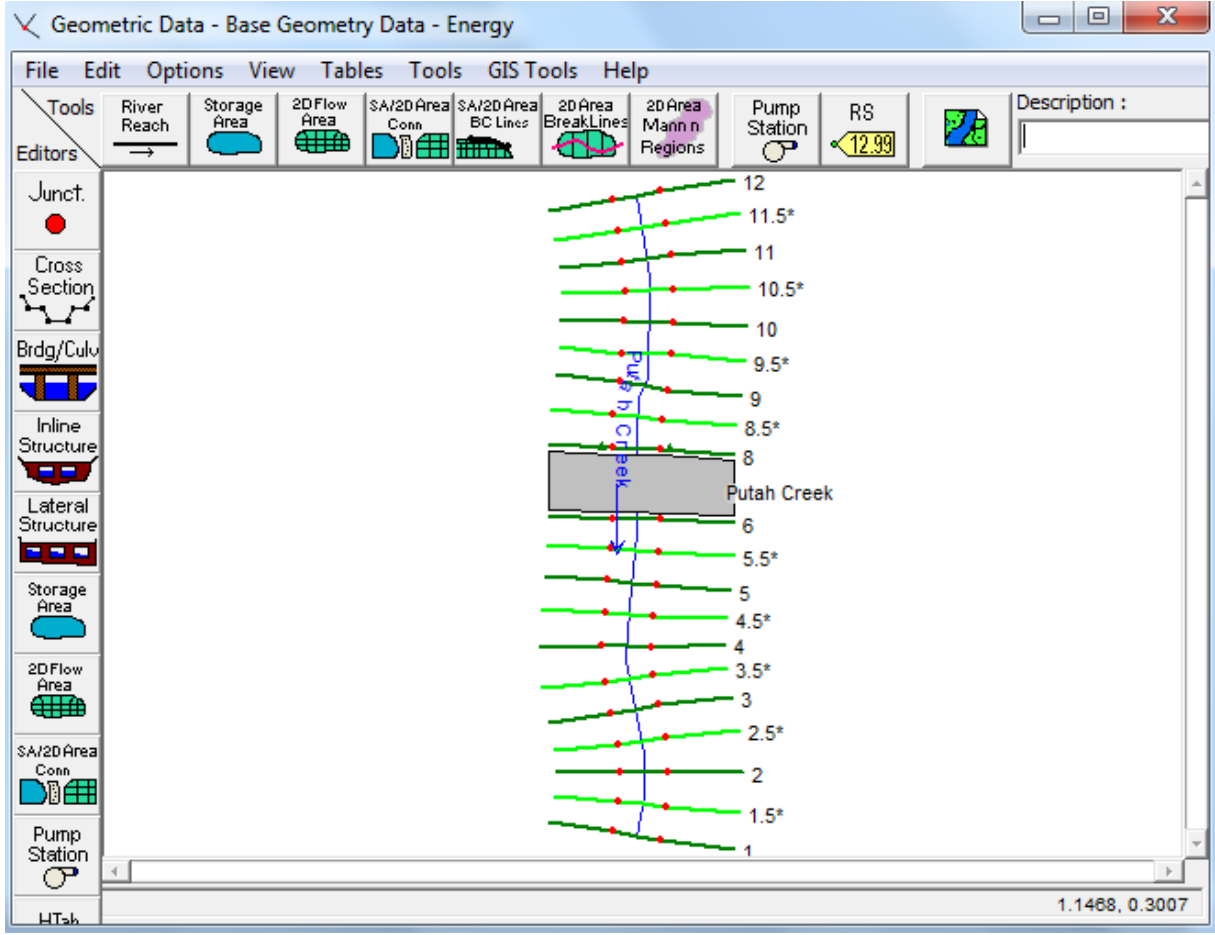 Geometric Data - Base Geometry Data - Energy
File Edit Options View Tables Tools GIS Tools Help
Tools
Editors
River
Reach
Storage
Area
2D Flow
Area
SA/2D Area
Conn
SA/2D Area
BC Lines
2D Area
BreakLines
2D Area
Mann n
Regions
Pump
Station
RS
12.99
Description :
Junct.
Cross
Section
Brdg/Culv
Inline
Structure
Lateral
Structure
Storage
Area
2D Flow
Area
SA/2D Area
Conn
Pump
Station
HTab
12
11.5*
11
10.5*
10
9.5*
9
8.5*
8
Putah Creek
Putah Creek
6
5.5*
5
4.5*
4
3.5*
3
2.5*
2
1.5*
1
1.1468, 0.3007